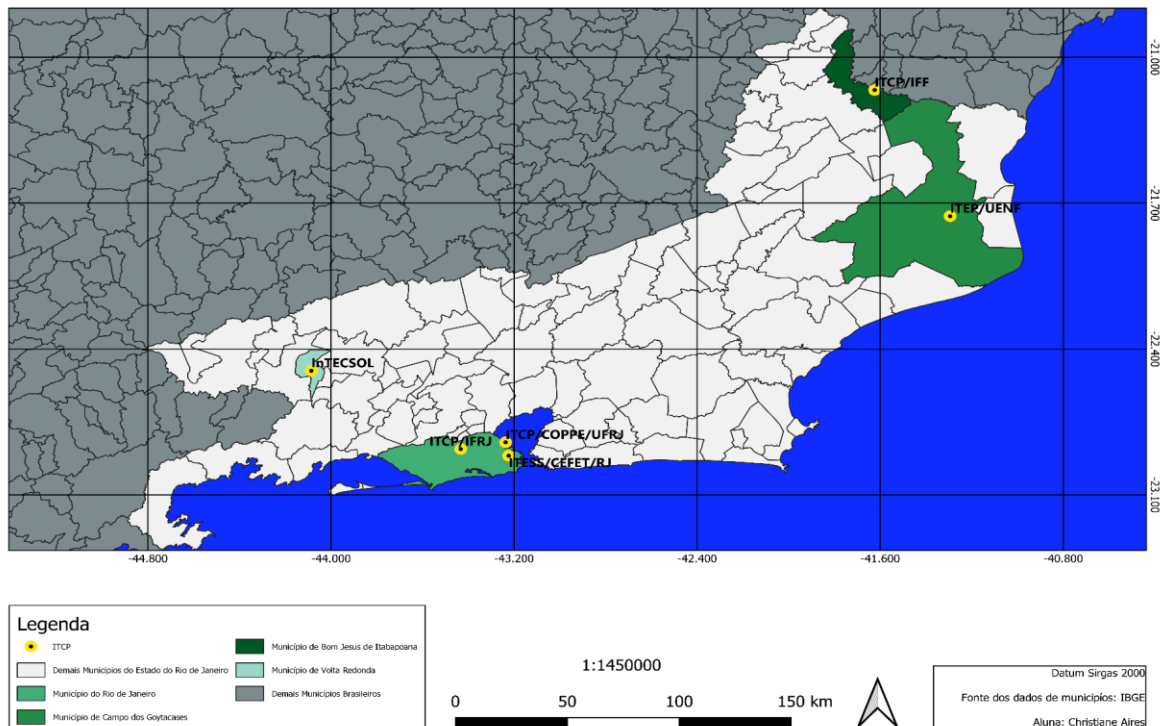 ITCP/IFF
-21.000
ITEP/UENF
-21.700
InTECSOL
-22.400
ITCP/IFRJ
ITCP/COPPE/UFRJ
ITESS/CEFET/RJ
-23.100
-44.800
-44.000
-43.200
-42.400
-41.600
-40.800
Legenda
ITCP
Demais Municípios do Estado do Rio de Janeiro
Município do Rio de Janeiro
Município de Campo dos Goytacases
Município de Bom Jesus de Itabapoana
Município de Volta Redonda
Demais Municípios Brasileiros
1:1450000
0 50 100 150 km
Datum Sirgas 2000
Fonte dos dados de municípios: IBGE
Aluna: Christiane Aires